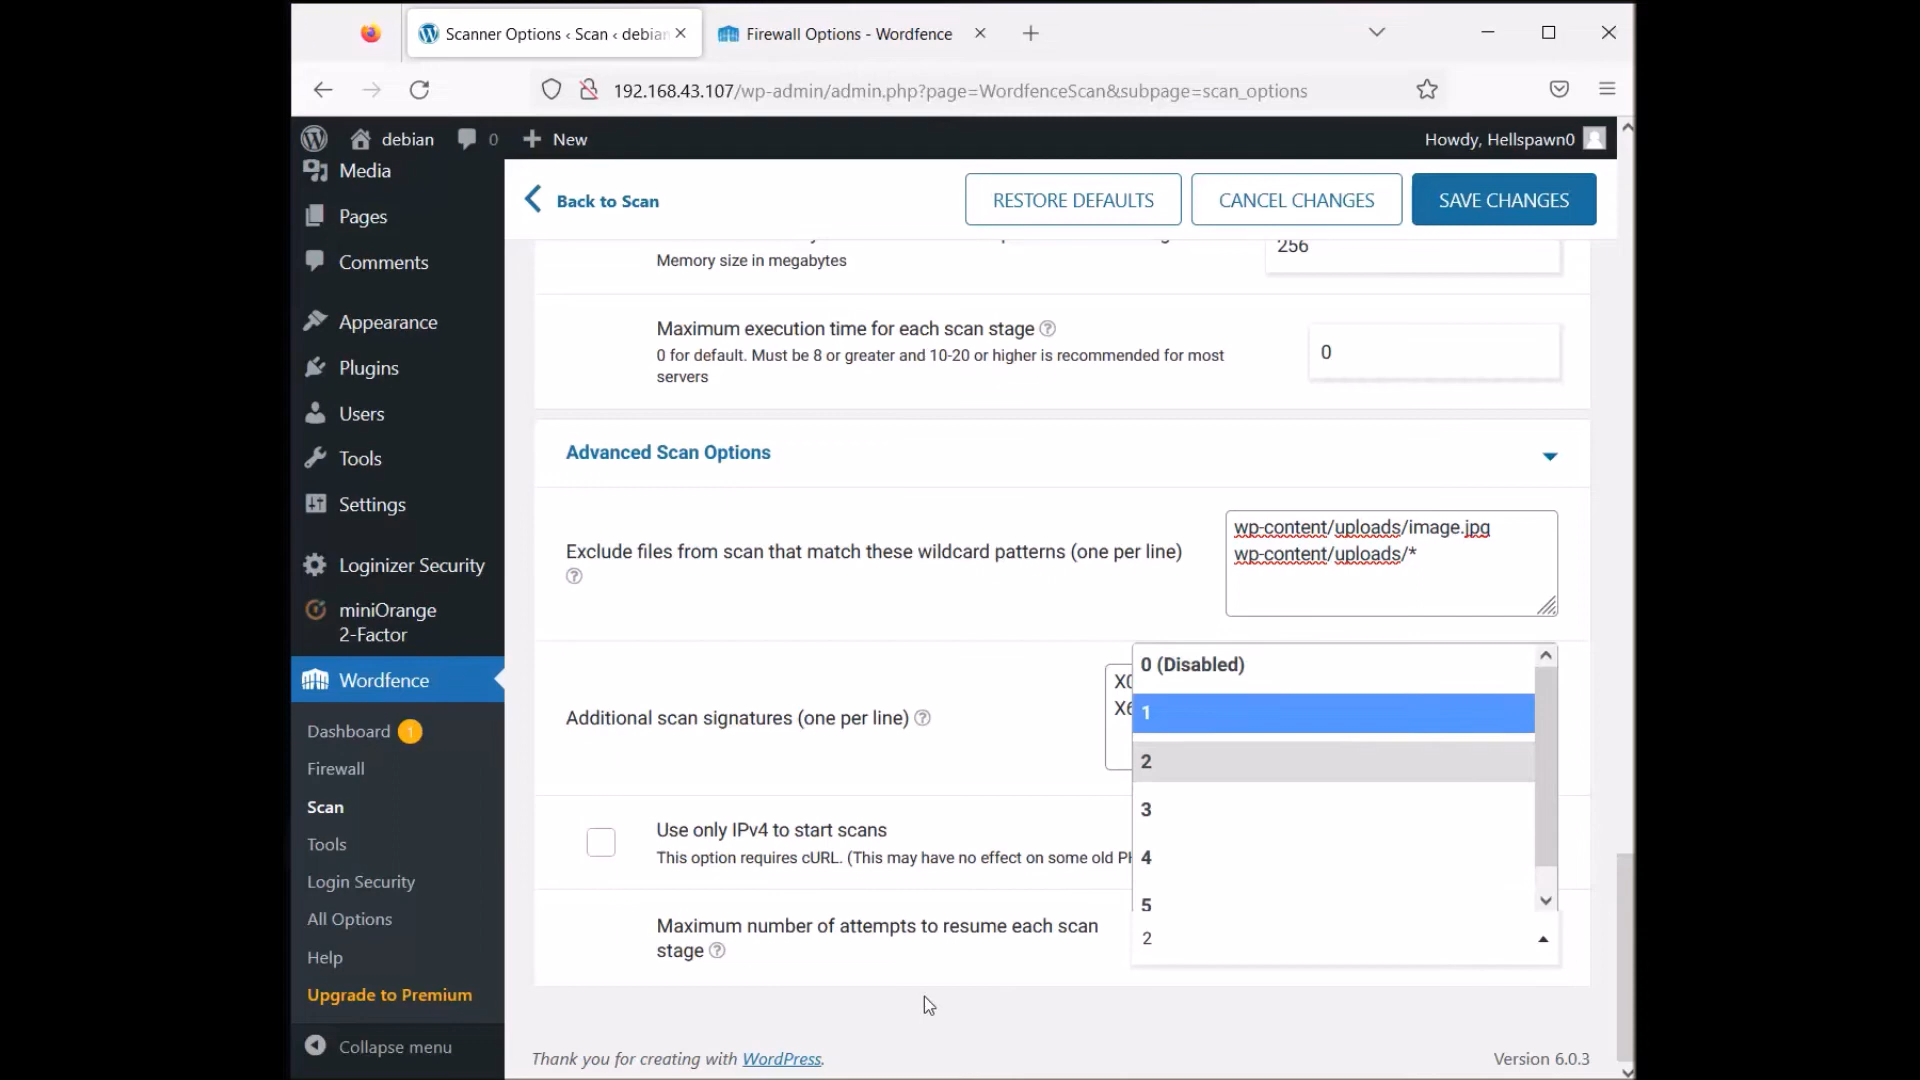 Scanner Options ‹ Scan ‹ debian
Firewall Options - Wordfence
192.168.43.107/wp-admin/admin.php?page=WordfenceScan&subpage=scan_options
debian
0
New
Howdy, Hellspawn0
Media
Pages
Comments
Appearance
Plugins
Users
Tools
Settings
Loginizer Security
miniOrange
2-Factor
Wordfence
Dashboard 1
Firewall
Scan
Tools
Login Security
All Options
Help
Upgrade to Premium
Collapse menu
Back to Scan
RESTORE DEFAULTS
CANCEL CHANGES
SAVE CHANGES
256
Memory size in megabytes
Maximum execution time for each scan stage
0 for default. Must be 8 or greater and 10-20 or higher is recommended for most
servers
0
Advanced Scan Options
Exclude files from scan that match these wildcard patterns (one per line)
wp-content/uploads/image.jpg
wp-content/uploads/*
Additional scan signatures (one per line)
0 (Disabled)
1
2
3
4
5
Use only IPv4 to start scans
This option requires cURL. (This may have no effect on some old
Maximum number of attempts to resume each scan
stage
2
Thank you for creating with WordPress.
Version 6.0.3